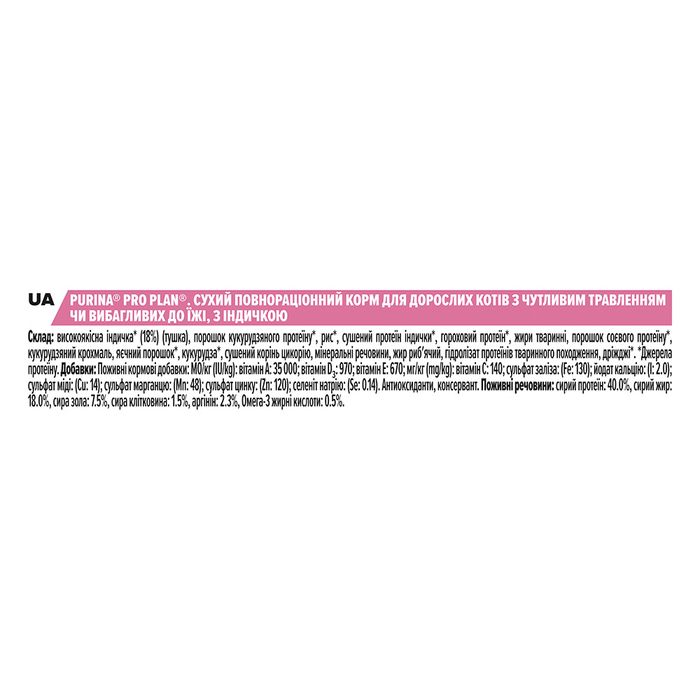 UA PURINA® PRO PLAN®. СУХИЙ ПОВНОРАЦІОННИЙ КОРМ ДЛЯ ДОРОСЛИХ КОТІВ З ЧУТЛИВИМ ТРАВЛЕННЯМ
ЧИ ВИБАГЛИВИХ ДО ЇЖІ, З ІНДИЧКОЮ
Склад: високоякісна індичка* (18%) (тушка), порошок кукурудзяного протеїну*, рис*, сушений протеїн індички*, гороховий протеїн*, жири тваринні, порошок соєвого протеїну*,
кукурудзяний крохмаль, яєчний порошок*, кукурудза*, сушений корінь цикорію, мінеральні речовини, жир риб'ячий, гідролізат протеїнів тваринного походження, дріжджі*. *Джерела
протеїну. Добавки: Поживні кормові добавки: МО/кг (IU/kg): вітамін А: 35 000; вітамін D₃: 970; вітамін Е: 670; мг/кг (mg/kg): вітамін С: 140; сульфат заліза: (Fe: 130); йодат кальцію: (I: 2.0);
сульфат міді: (Cu: 14); сульфат марганцю: (Mn: 48); сульфат цинку: (Zn: 120); селеніт натрію: (Se: 0.14). Антиоксиданти, консервант. Поживні речовини: сирий протеїн: 40.0%, сирий жир:
18.0%, сира зола: 7.5%, сира клітковина: 1.5%, аргінін: 2.3%, Омега-3 жирні кислоти: 0.5%.